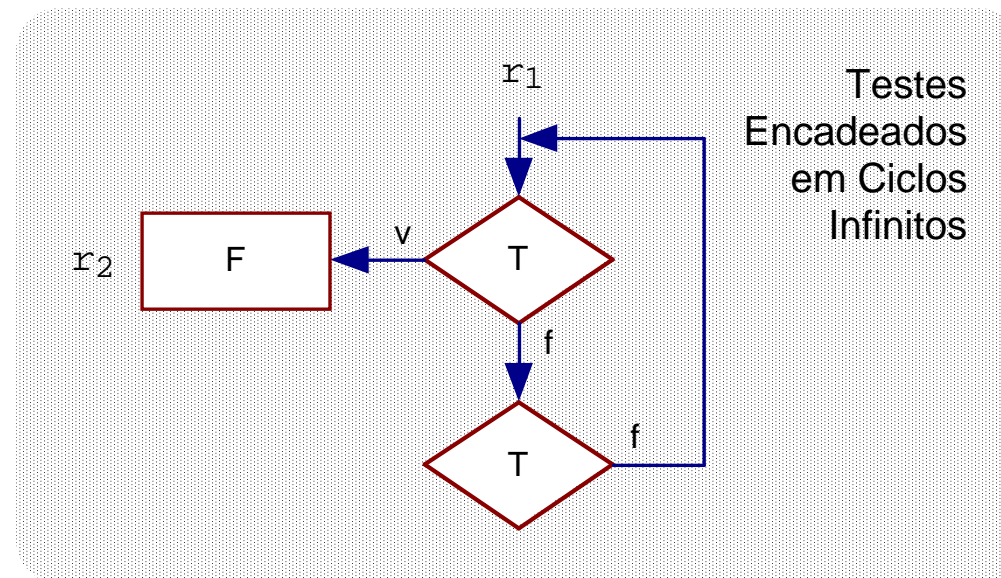 r1
Testes
Encadeados
em Ciclos
Infinitos
v
r2
F
T
f
T
f